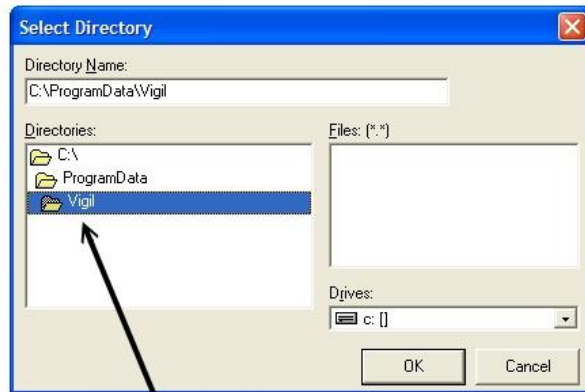 Select Directory
Directory Name:
C:\ProgramData\Vigil
Directories:
C:\
ProgramData
Vigil
Files: (*.*)
Drives:
c: []
OK
Cancel